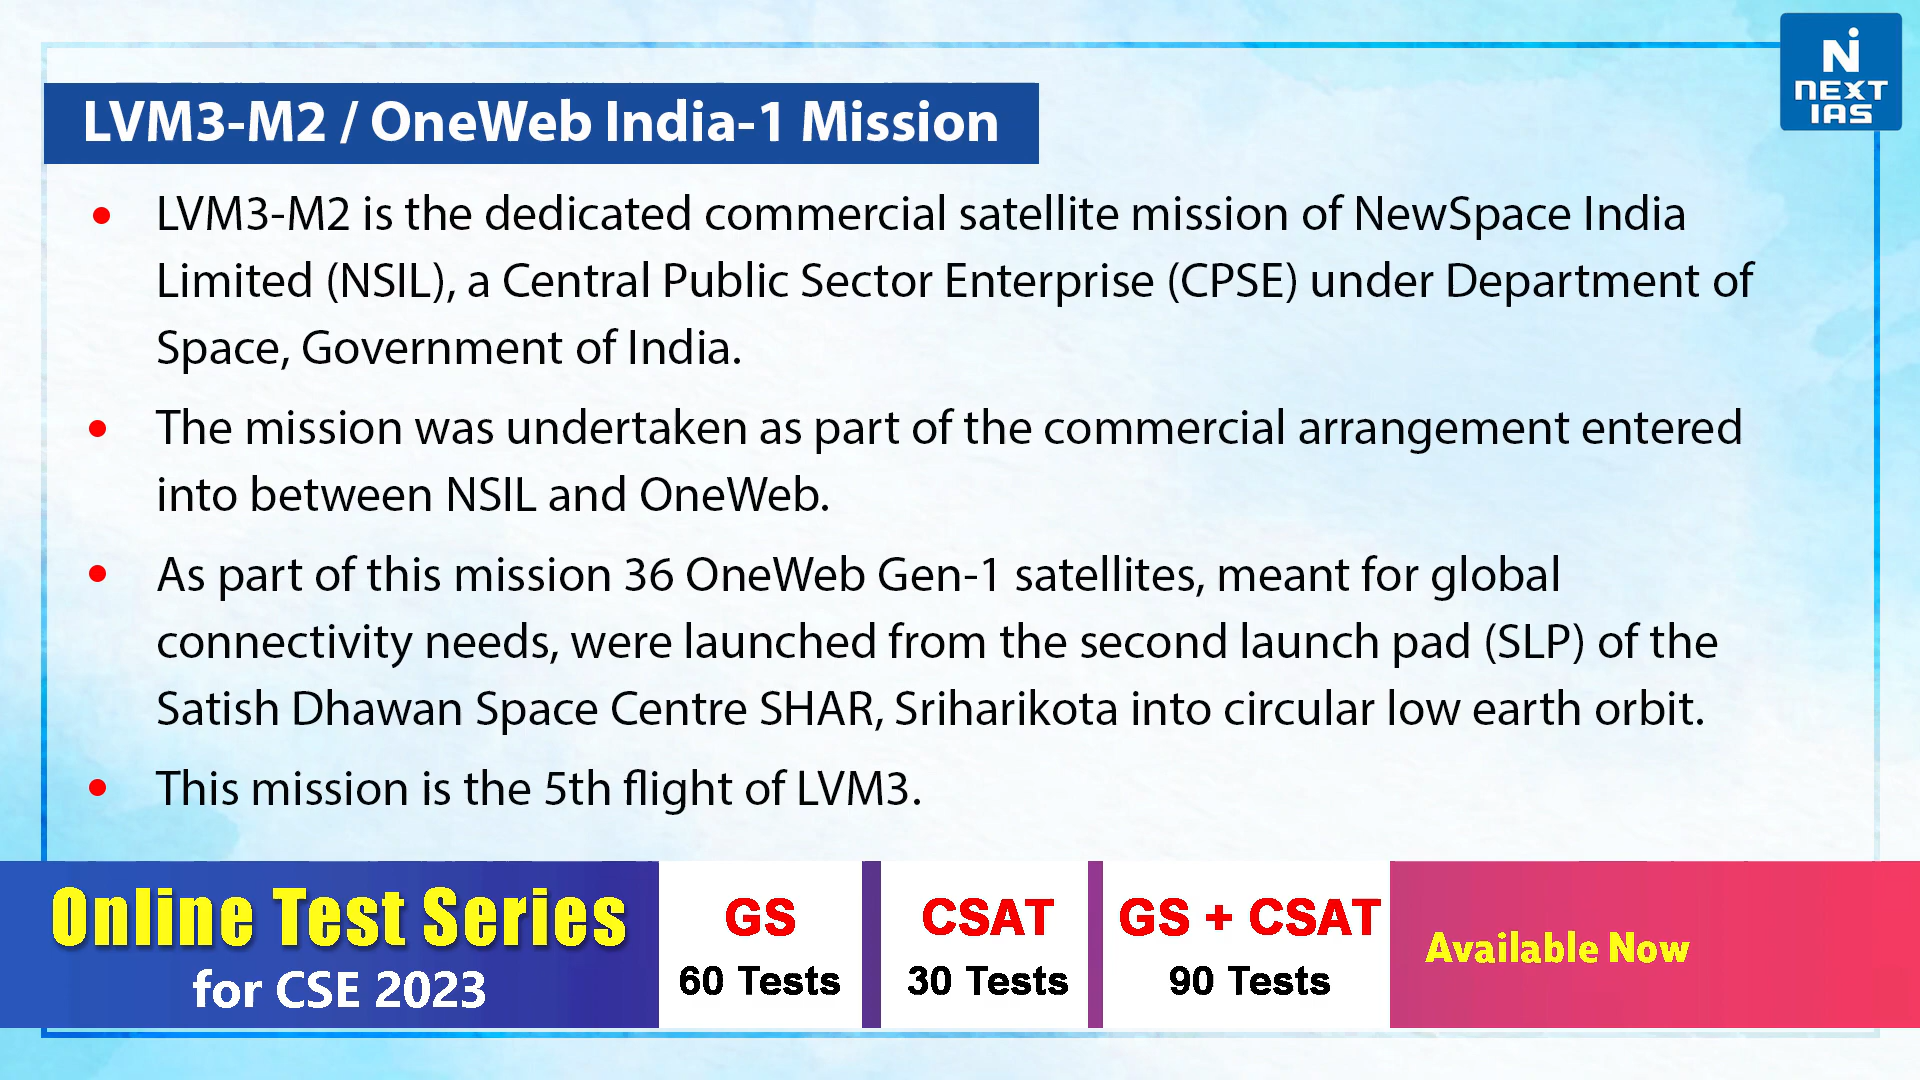 NEXT
IAS
LVM3-M2 / OneWeb India-1 Mission
• LVM3-M2 is the dedicated commercial satellite mission of NewSpace India
Limited (NSIL), a Central Public Sector Enterprise (CPSE) under Department of
Space, Government of India.
• The mission was undertaken as part of the commercial arrangement entered
into between NSIL and OneWeb.
• As part of this mission 36 OneWeb Gen-1 satellites, meant for global
connectivity needs, were launched from the second launch pad (SLP) of the
Satish Dhawan Space Centre SHAR, Sriharikota into circular low earth orbit.
• This mission is the 5th flight of LVM3.
Online Test Series
for CSE 2023
GS
60 Tests
CSAT
30 Tests
GS + CSAT
90 Tests
Available Now